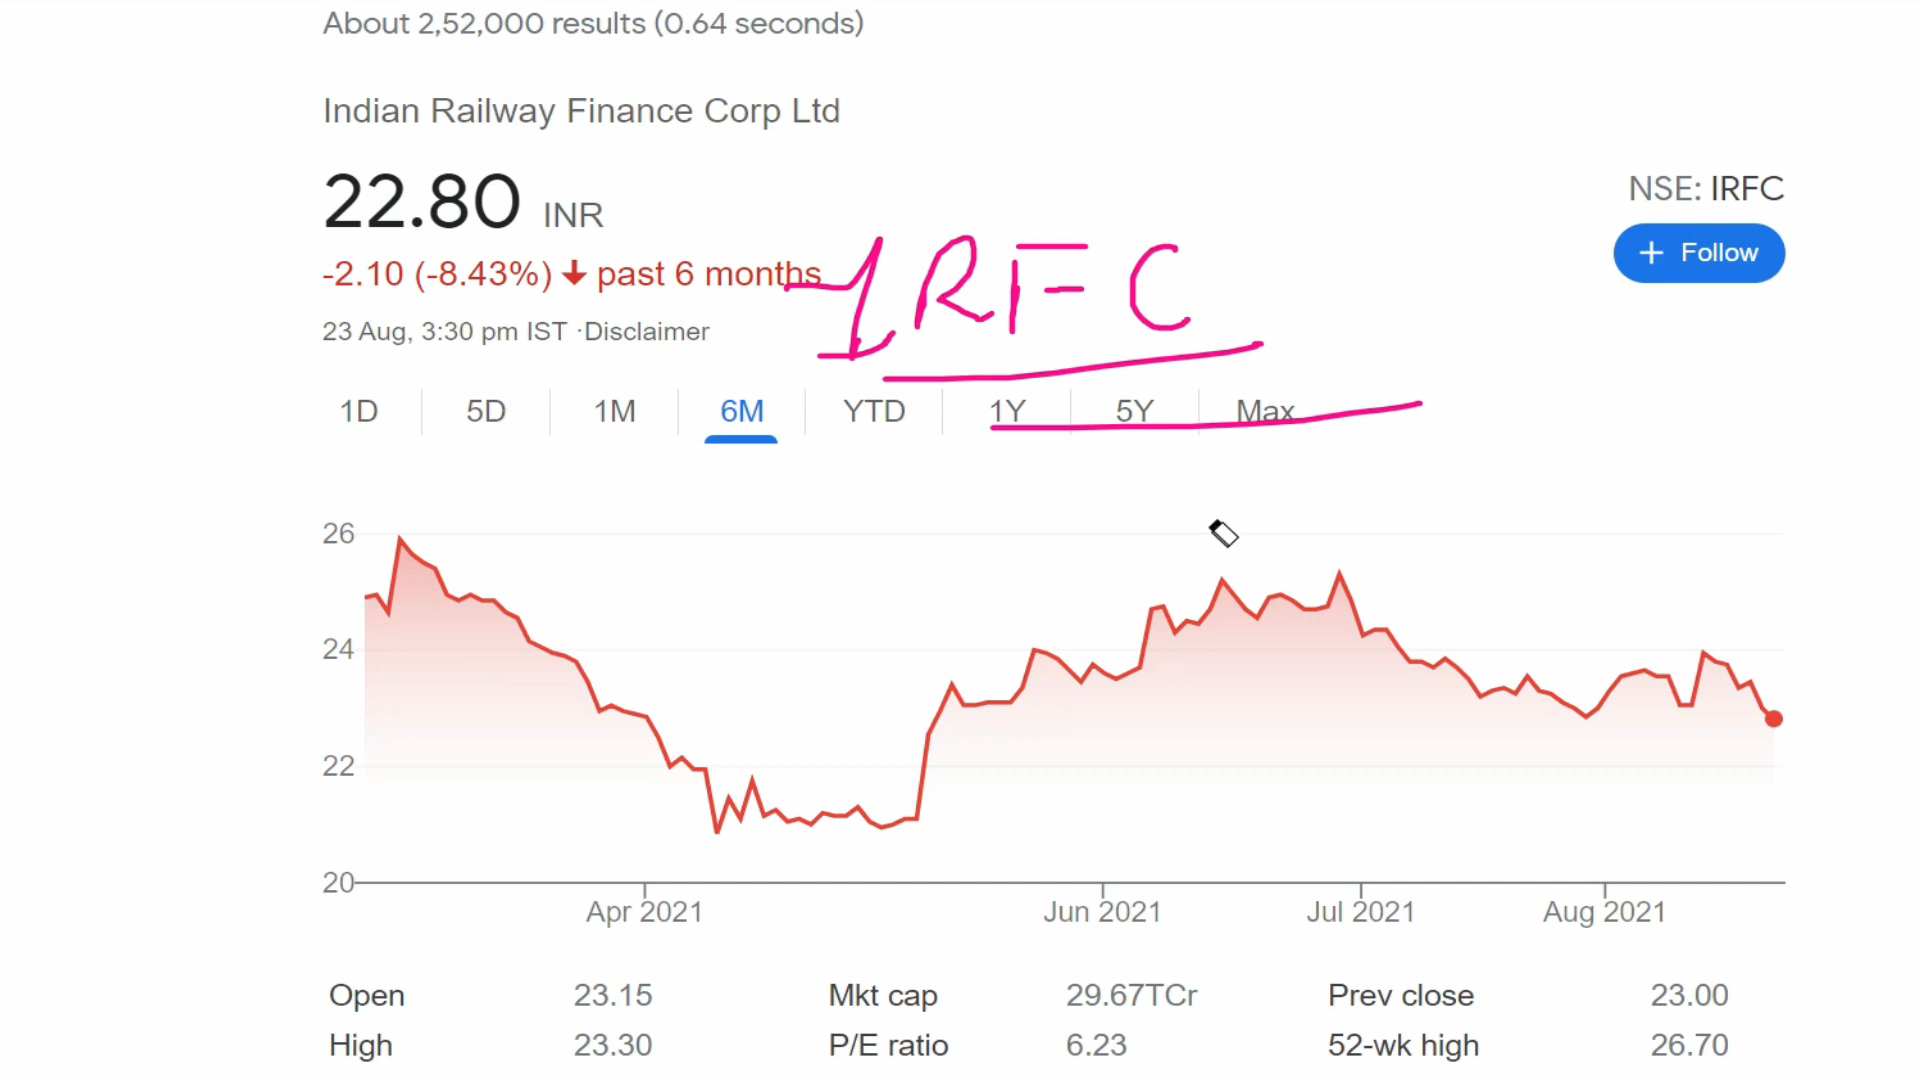 About 2,52,000 results (0.64 seconds)
Indian Railway Finance Corp Ltd
22.80 INR
NSE: IRFC
+ Follow
-2.10 (-8.43%) ↓ past 6 months
IRFC
23 Aug, 3:30 pm IST ·Disclaimer
1D 5D 1M 6M YTD 1Y 5Y Max
26
24
22
20
Apr 2021 Jun 2021 Jul 2021 Aug 2021
Open 23.15 Mkt cap 29.67TCr Prev close 23.00
High 23.30 P/E ratio 6.23 52-wk high 26.70